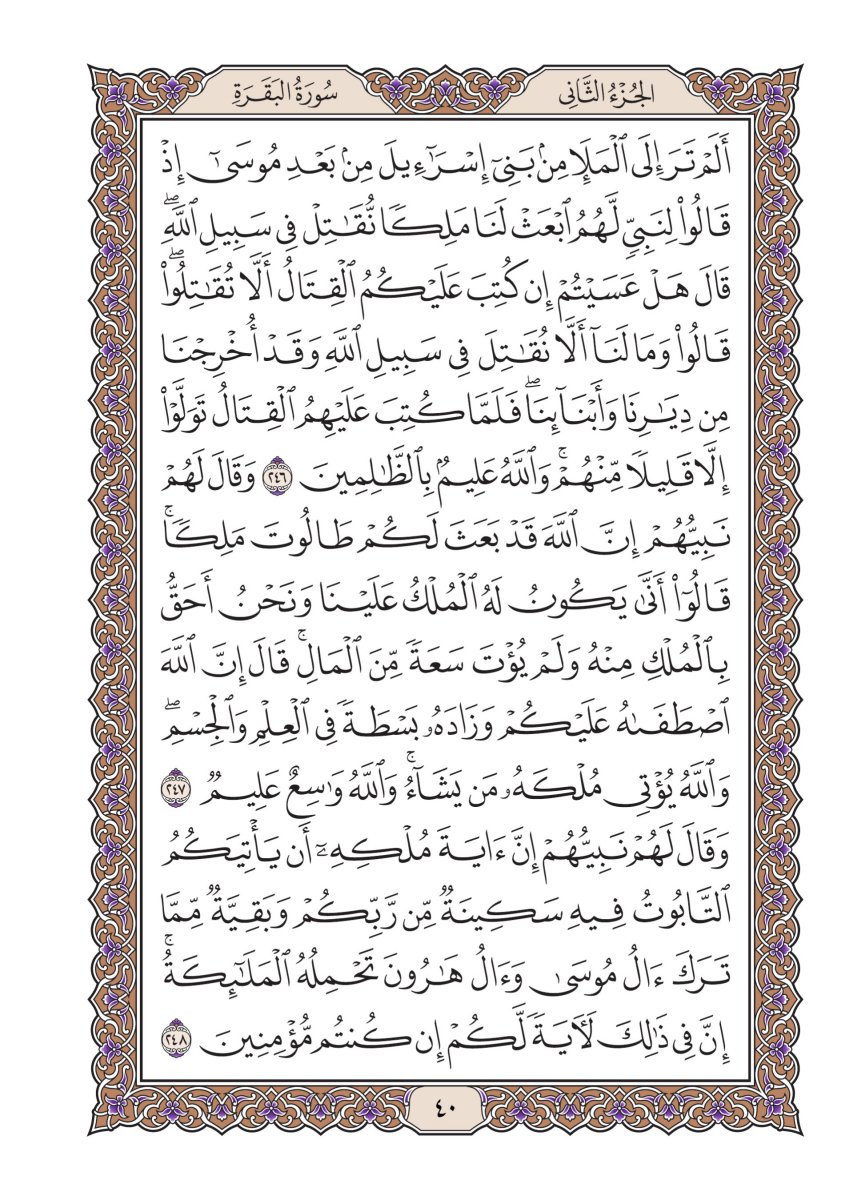 الجُزْءُ الثَّانِي
سُورَةُ البَقَرَةِ
أَلَمْ تَرَ إِلَى ٱلْمَلَإِ مِنۢ بَنِىٓ إِسْرَٰٓءِيلَ مِنۢ بَعْدِ مُوسَىٰٓ إِذْ
قَالُوا۟ لِنَبِىٍّ لَّهُمُ ٱبْعَثْ لَنَا مَلِكًا نُّقَٰتِلْ فِى سَبِيلِ ٱللَّهِۖ
قَالَ هَلْ عَسَيْتُمْ إِن كُتِبَ عَلَيْكُمُ ٱلْقِتَالُ أَلَّا تُقَٰتِلُوا۟ۖ
قَالُوا۟ وَمَا لَنَآ أَلَّا نُقَٰتِلَ فِى سَبِيلِ ٱللَّهِ وَقَدْ أُخْرِجْنَا
مِن دِيَٰرِنَا وَأَبْنَآئِنَاۖ فَلَمَّا كُتِبَ عَلَيْهِمُ ٱلْقِتَالُ تَوَلَّوْا۟
إِلَّا قَلِيلًا مِّنْهُمْۚ وَٱللَّهُ عَلِيمٌۢ بِٱلظَّٰلِمِينَ ٢٤٦ وَقَالَ لَهُمْ
نَبِيُّهُمْ إِنَّ ٱللَّهَ قَدْ بَعَثَ لَكُمْ طَالُوتَ مَلِكًاۚ
قَالُوٓا۟ أَنَّىٰ يَكُونُ لَهُ ٱلْمُلْكُ عَلَيْنَا وَنَحْنُ أَحَقُّ
بِٱلْمُلْكِ مِنْهُ وَلَمْ يُؤْتَ سَعَةً مِّنَ ٱلْمَالِۚ قَالَ إِنَّ ٱللَّهَ
ٱصْطَفَىٰهُ عَلَيْكُمْ وَزَادَهُۥ بَسْطَةً فِى ٱلْعِلْمِ وَٱلْجِسْمِۖ
وَٱللَّهُ يُؤْتِى مُلْكَهُۥ مَن يَشَآءُۚ وَٱللَّهُ وَٰسِعٌ عَلِيمٌ ٢٤٧
وَقَالَ لَهُمْ نَبِيُّهُمْ إِنَّ ءَايَةَ مُلْكِهِۦٓ أَن يَأْتِيَكُمُ
ٱلتَّابُوتُ فِيهِ سَكِينَةٌ مِّن رَّبِّكُمْ وَبَقِيَّةٌ مِّمَّا
تَرَكَ ءَالُ مُوسَىٰ وَءَالُ هَٰرُونَ تَحْمِلُهُ ٱلْمَلَٰٓئِكَةُۚ
إِنَّ فِى ذَٰلِكَ لَءَايَةً لَّكُمْ إِن كُنتُم مُّؤْمِنِينَ ٢٤٨
٤٠